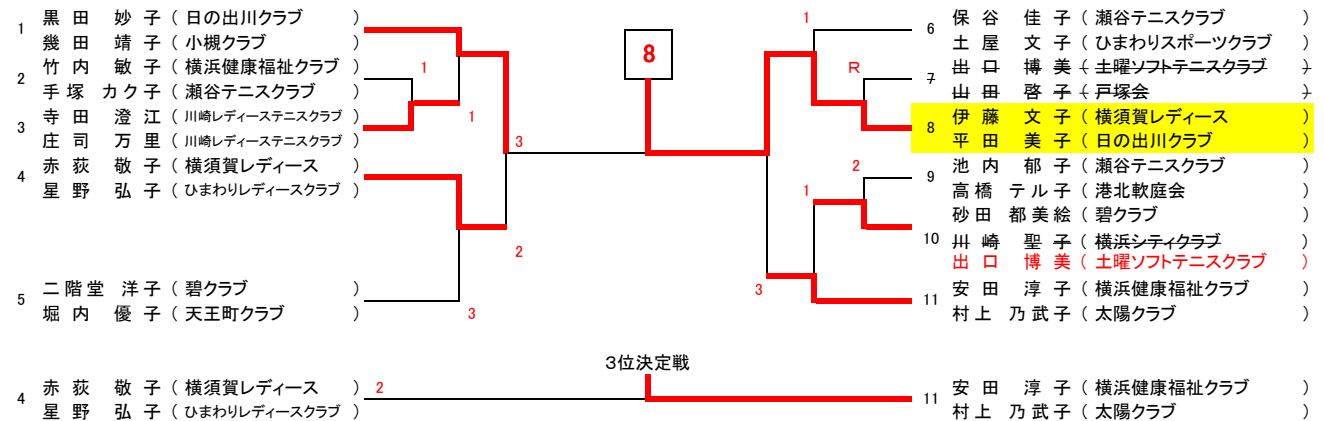 1 黒田 妙子 ( 日の出川クラブ )
幾田 靖子 ( 小槻クラブ )
2 竹内 敏子 ( 横浜健康福祉クラブ )
手塚 カク子 ( 瀬谷テニスクラブ )
3 寺田 澄江 ( 川崎レディーステニスクラブ )
庄司 万里 ( 川崎レディーステニスクラブ )
4 赤荻 敬子 ( 横須賀レディース )
星野 弘子 ( ひまわりレディースクラブ )
5 二階堂 洋子 ( 碧クラブ )
堀内 優子 ( 天王町クラブ )
1
1
3
2
3
8
1
R
2
1
3
6 保谷 佳子 ( 瀬谷テニスクラブ )
土屋 文子 ( ひまわりスポーツクラブ )
7 出口 博美 ( 土曜ソフトテニスクラブ )
山田 啓子 ( 戸塚会 )
8 伊藤 文子 ( 横須賀レディース )
平田 美子 ( 日の出川クラブ )
9 池内 郁子 ( 瀬谷テニスクラブ )
高橋 テル子 ( 港北軟庭会 )
10 砂田 都美絵 ( 碧クラブ )
川崎 聖子 ( 横浜シティクラブ )
出口 博美 ( 土曜ソフトテニスクラブ )
11 安田 淳子 ( 横浜健康福祉クラブ )
村上 乃武子 ( 太陽クラブ )
3位決定戦
4 赤荻 敬子 ( 横須賀レディース ) 2
星野 弘子 ( ひまわりレディースクラブ )
11 安田 淳子 ( 横浜健康福祉クラブ )
村上 乃武子 ( 太陽クラブ )